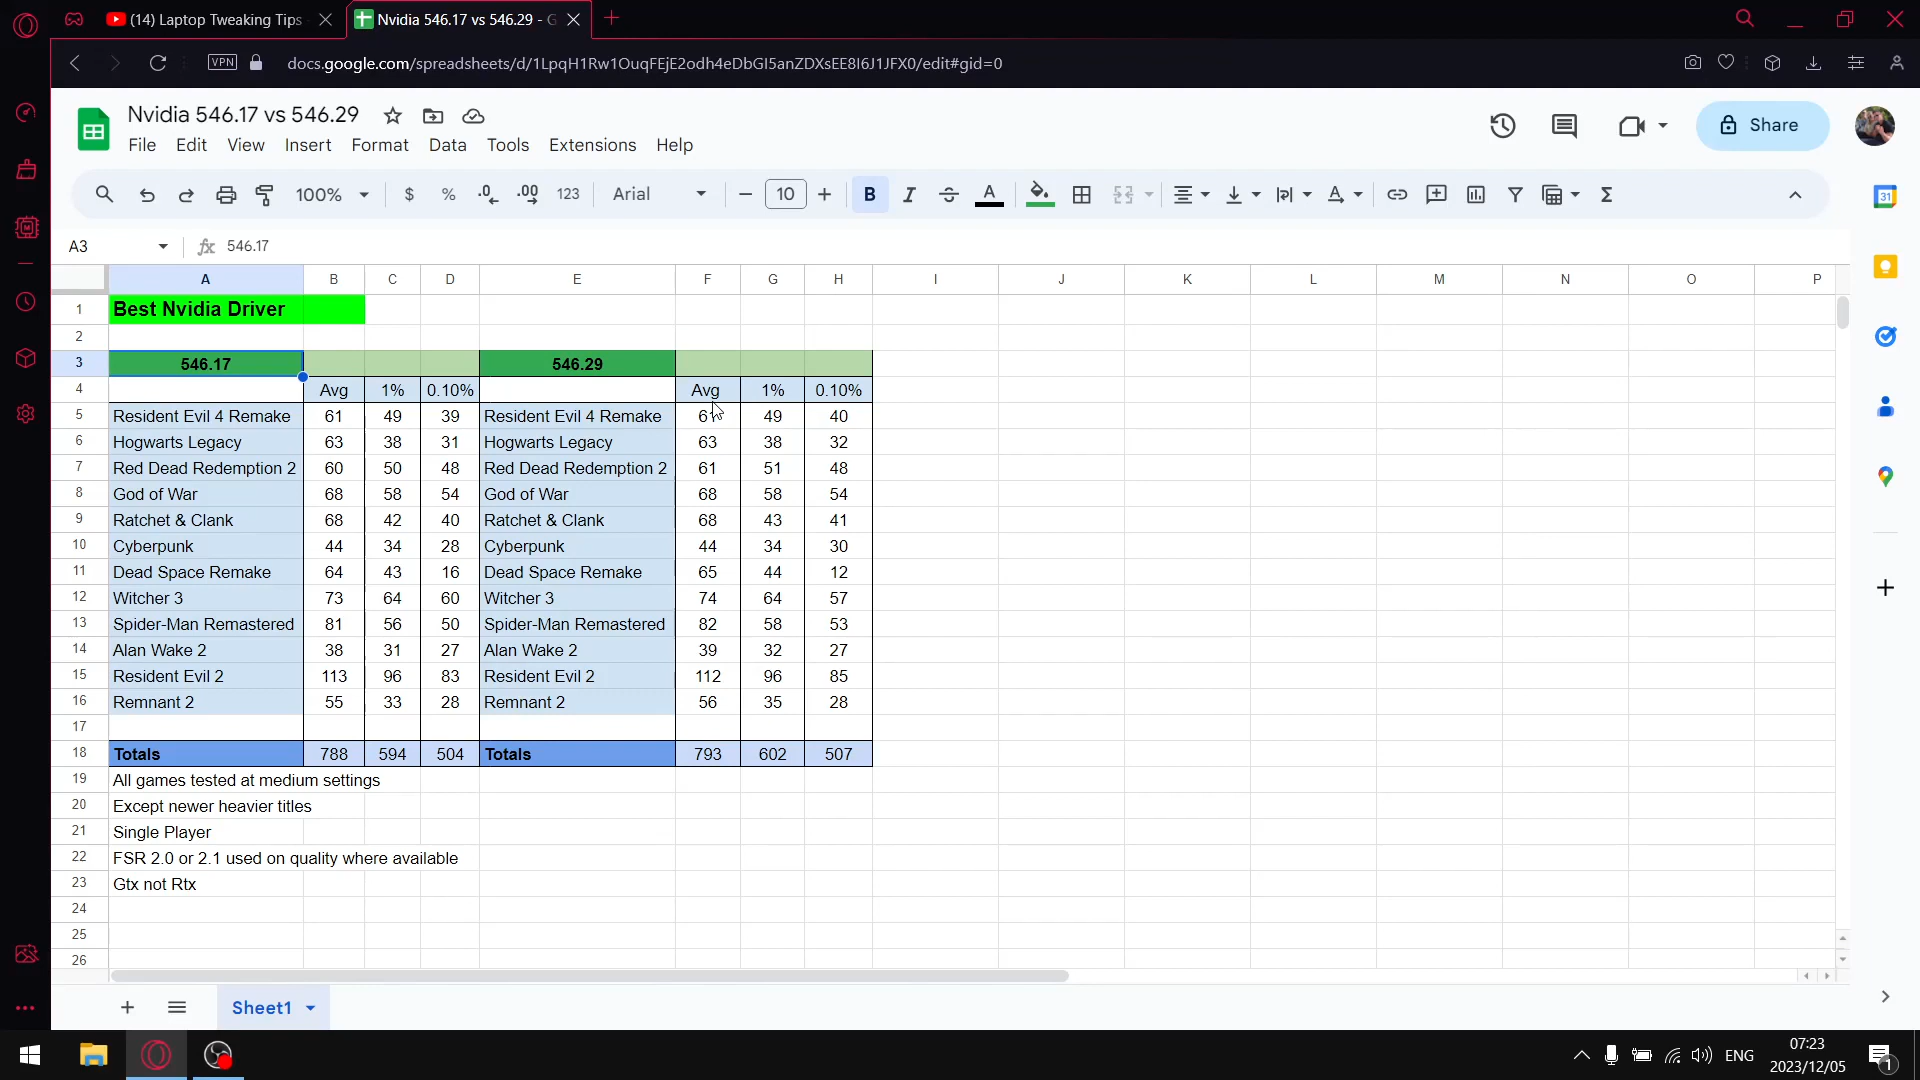 (14) Laptop Tweaking Tips
Nvidia 546.17 vs 546.29 - G
VPN
docs.google.com/spreadsheets/d/1LpqH1Rw1OuqFEjE2odh4eDbGI5anZDXsEE8I6J1JFX0/edit#gid=0
Nvidia 546.17 vs 546.29
File Edit View Insert Format Data Tools Extensions Help
Share
100% $ % .0 .00 123 Arial 10 B I A Σ
A3 fx 546.17
A B C D E F G H I J K L M N O P
1 Best Nvidia Driver
2
3 546.17 546.29
4 Avg 1% 0.10% Avg 1% 0.10%
5 Resident Evil 4 Remake 61 49 39 Resident Evil 4 Remake 61 49 40
6 Hogwarts Legacy 63 38 31 Hogwarts Legacy 63 38 32
7 Red Dead Redemption 2 60 50 48 Red Dead Redemption 2 61 51 48
8 God of War 68 58 54 God of War 68 58 54
9 Ratchet & Clank 68 42 40 Ratchet & Clank 68 43 41
10 Cyberpunk 44 34 28 Cyberpunk 44 34 30
11 Dead Space Remake 64 43 16 Dead Space Remake 65 44 12
12 Witcher 3 73 64 60 Witcher 3 74 64 57
13 Spider-Man Remastered 81 56 50 Spider-Man Remastered 82 58 53
14 Alan Wake 2 38 31 27 Alan Wake 2 39 32 27
15 Resident Evil 2 113 96 83 Resident Evil 2 112 96 85
16 Remnant 2 55 33 28 Remnant 2 56 35 28
17
18 Totals 788 594 504 Totals 793 602 507
19 All games tested at medium settings
20 Except newer heavier titles
21 Single Player
22 FSR 2.0 or 2.1 used on quality where available
23 Gtx not Rtx
24
25
26
Sheet1
31
ENG
07:23
2023/12/05
1